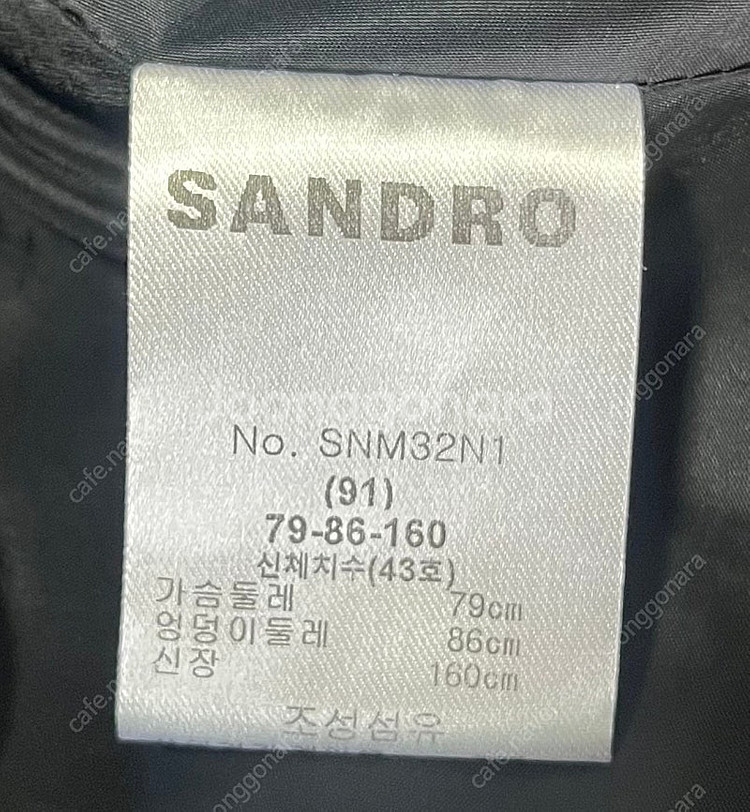 SANDRO
Joonggonara
No. SNM32N1
(91)
79-86-160
신체치수(43호)
가슴둘레 79cm
엉덩이둘레 86cm
신장 160cm
조성섬유